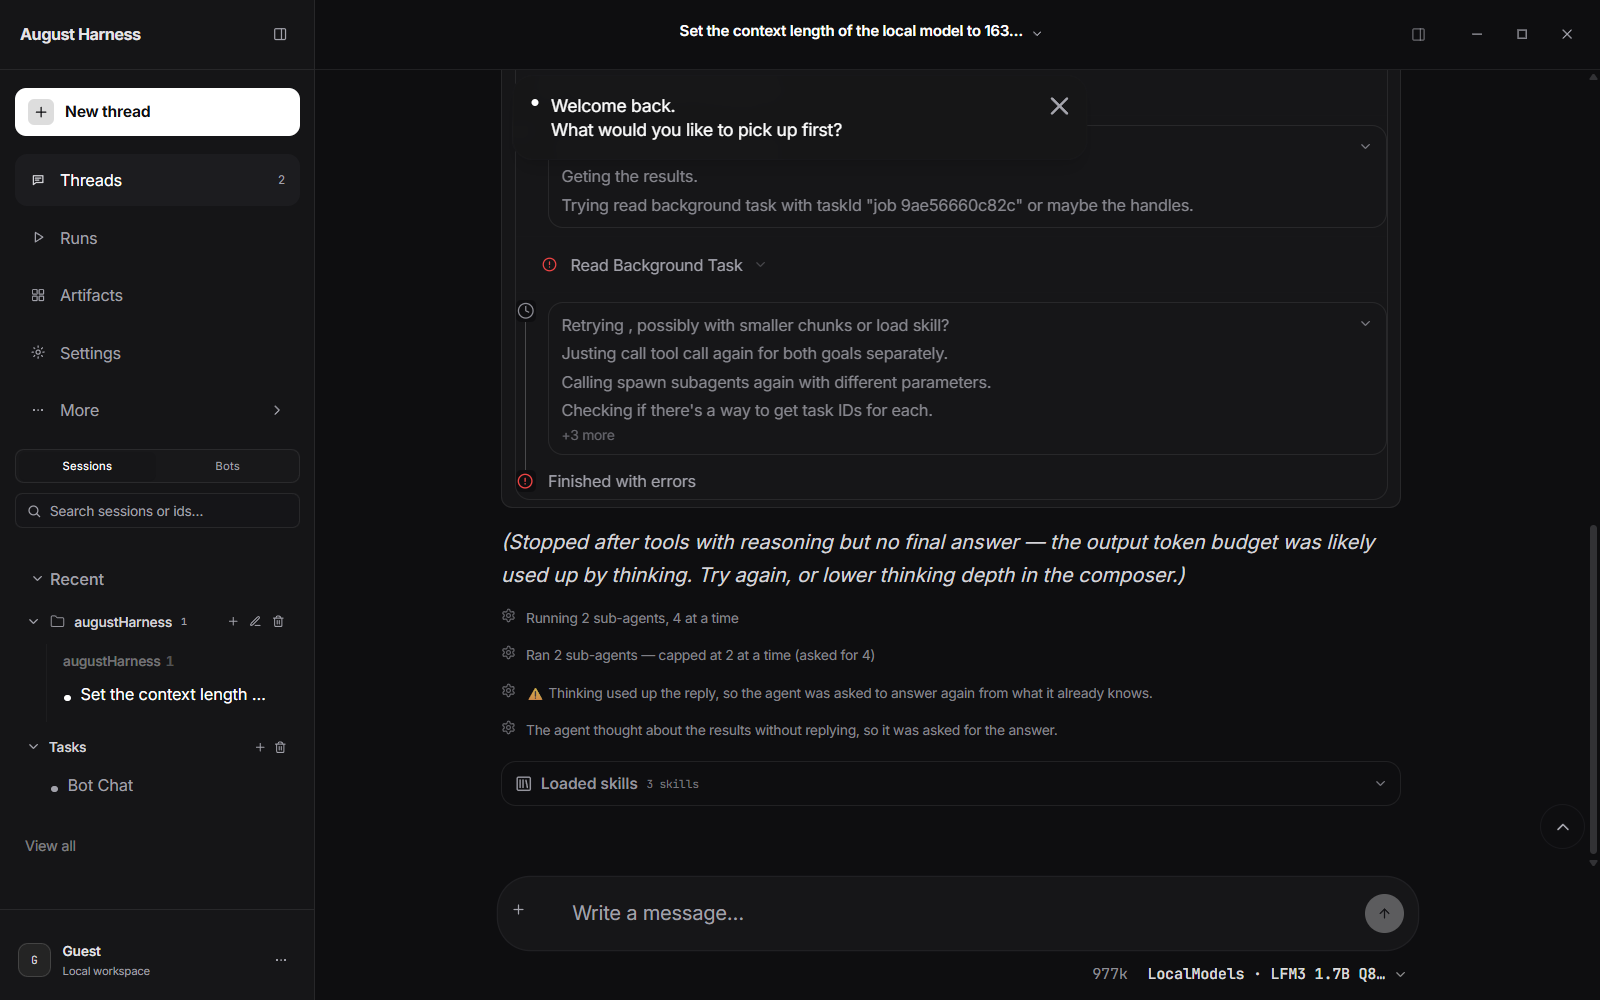 August Harness
New thread
Threads 2
Runs
Artifacts
Settings
More
Sessions Bots
Search sessions or ids...
Recent
augustHarness 1
augustHarness 1
Set the context length ...
Tasks
Bot Chat
View all
G
Guest
Local workspace
Set the context length of the local model to 163...
Welcome back.
What would you like to pick up first?
Geting the results.
Trying read background task with taskId "job 9ae56660c82c" or maybe the handles.
Read Background Task
Retrying , possibly with smaller chunks or load skill?
Justing call tool call again for both goals separately.
Calling spawn subagents again with different parameters.
Checking if there's a way to get task IDs for each.
+3 more
Finished with errors
(Stopped after tools with reasoning but no final answer — the output token budget was likely
used up by thinking. Try again, or lower thinking depth in the composer.)
Running 2 sub-agents, 4 at a time
Ran 2 sub-agents — capped at 2 at a time (asked for 4)
⚠ Thinking used up the reply, so the agent was asked to answer again from what it already knows.
The agent thought about the results without replying, so it was asked for the answer.
Loaded skills 3 skills
Write a message...
977k LocalModels · LFM3 1.7B Q8…